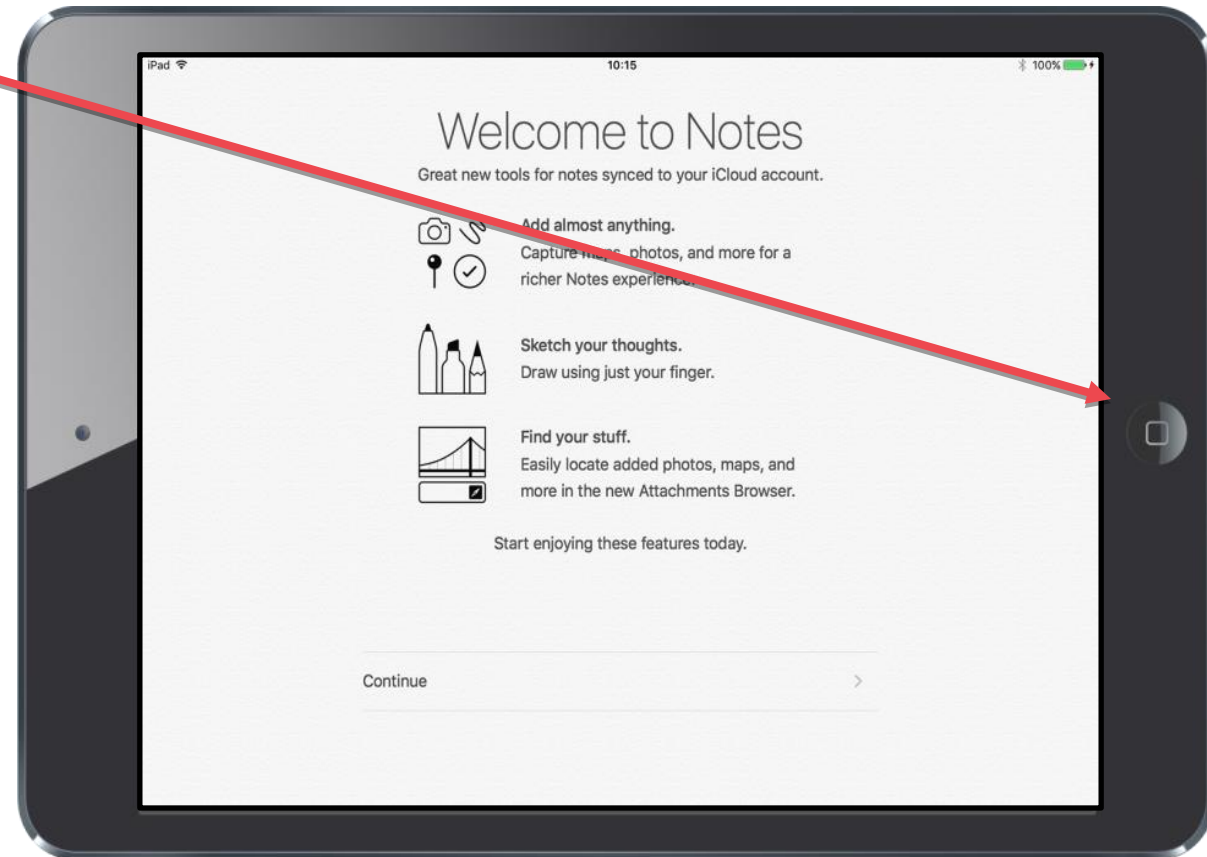 iPad 10:15 100%
Welcome to Notes
Great new tools for notes synced to your iCloud account.
Add almost anything.
Capture maps, photos, and more for a
richer Notes experience.
Sketch your thoughts.
Draw using just your finger.
Find your stuff.
Easily locate added photos, maps, and
more in the new Attachments Browser.
Start enjoying these features today.
Continue